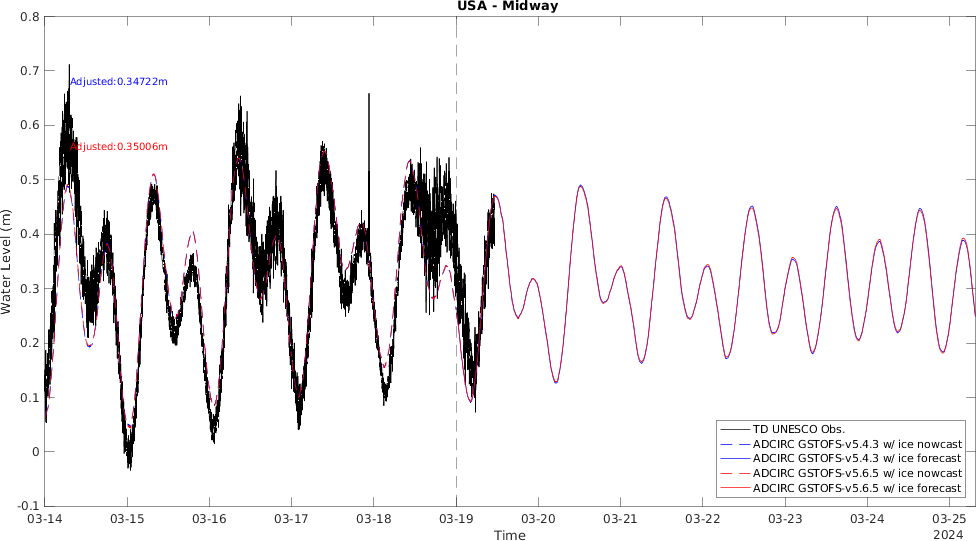 USA - Midway
0.8
0.7
0.6
0.5
0.4
0.3
0.2
0.1
0
-0.1
Water Level (m)
Adjusted:0.34722m
Adjusted:0.35006m
TD UNESCO Obs.
ADCIRC GSTOFS-v5.4.3 w/ ice nowcast
ADCIRC GSTOFS-v5.4.3 w/ ice forecast
ADCIRC GSTOFS-v5.6.5 w/ ice nowcast
ADCIRC GSTOFS-v5.6.5 w/ ice forecast
03-14 03-15 03-16 03-17 03-18 03-19 03-20 03-21 03-22 03-23 03-24 03-25
Time
2024